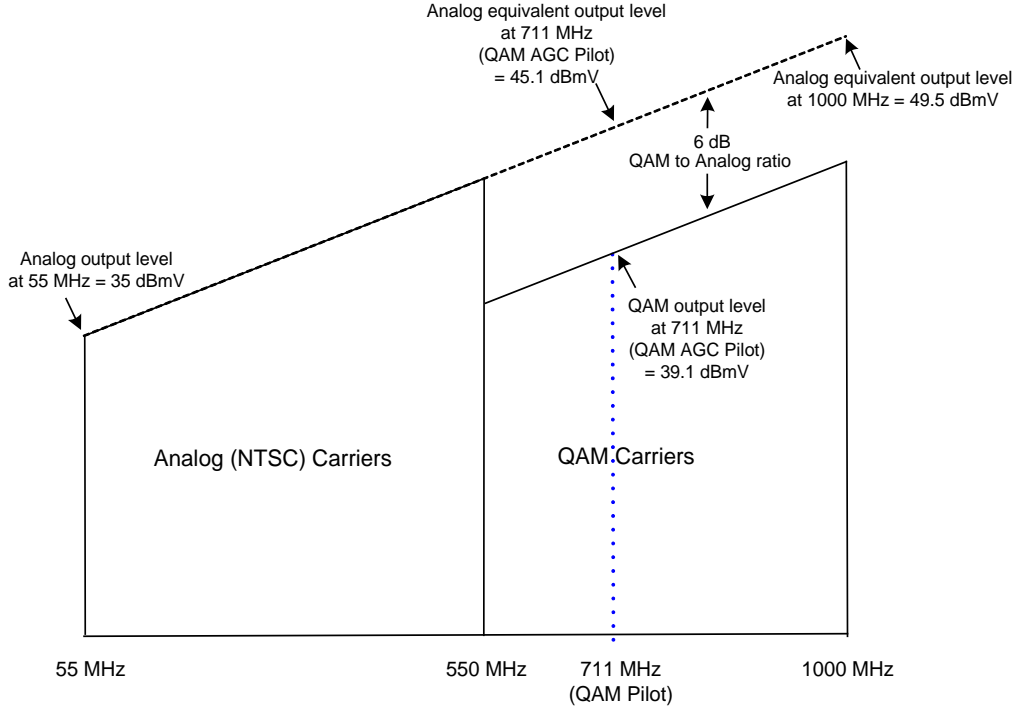 Analog equivalent output level
at 711 MHz
(QAM AGC Pilot)
= 45.1 dBmV
Analog equivalent output level
at 1000 MHz = 49.5 dBmV
6 dB
QAM to Analog ratio
Analog output level
at 55 MHz = 35 dBmV
QAM output level
at 711 MHz
(QAM AGC Pilot)
= 39.1 dBmV
Analog (NTSC) Carriers
QAM Carriers
55 MHz
550 MHz
711 MHz
(QAM Pilot)
1000 MHz